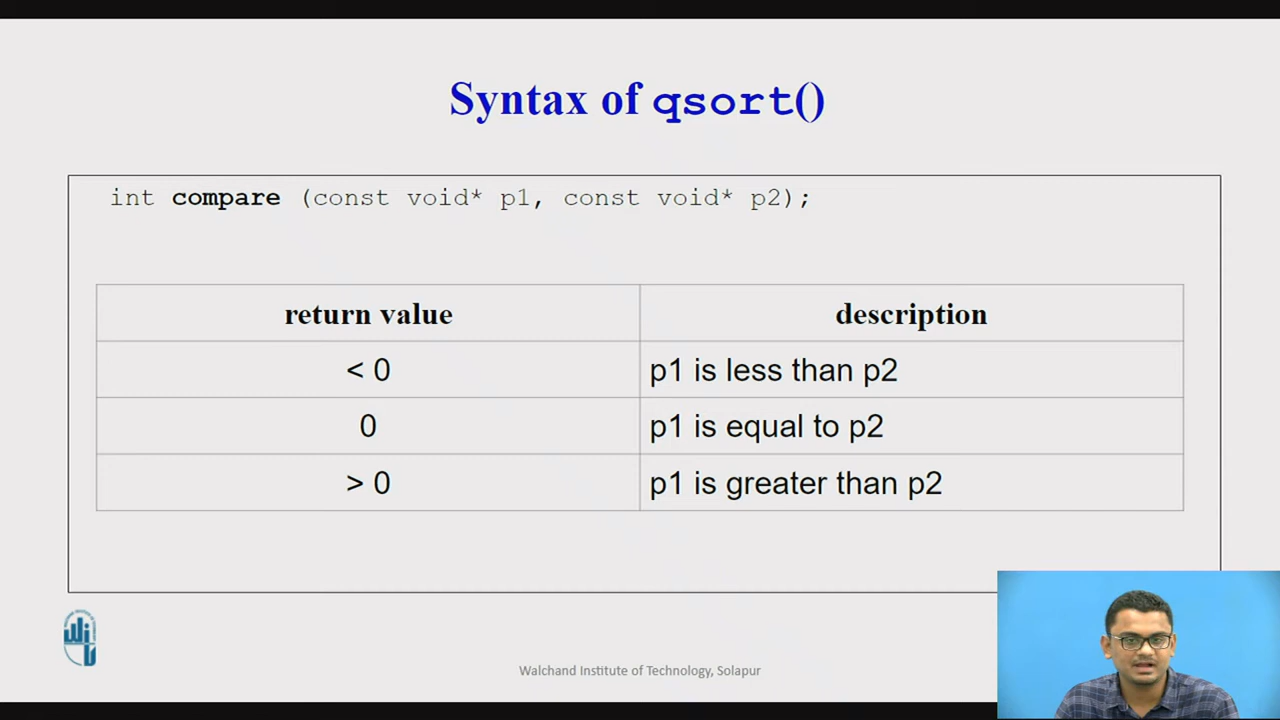 Syntax of qsort()
int compare (const void* p1, const void* p2);
return value description
< 0 p1 is less than p2
0 p1 is equal to p2
> 0 p1 is greater than p2
Walchand Institute of Technology, Solapur